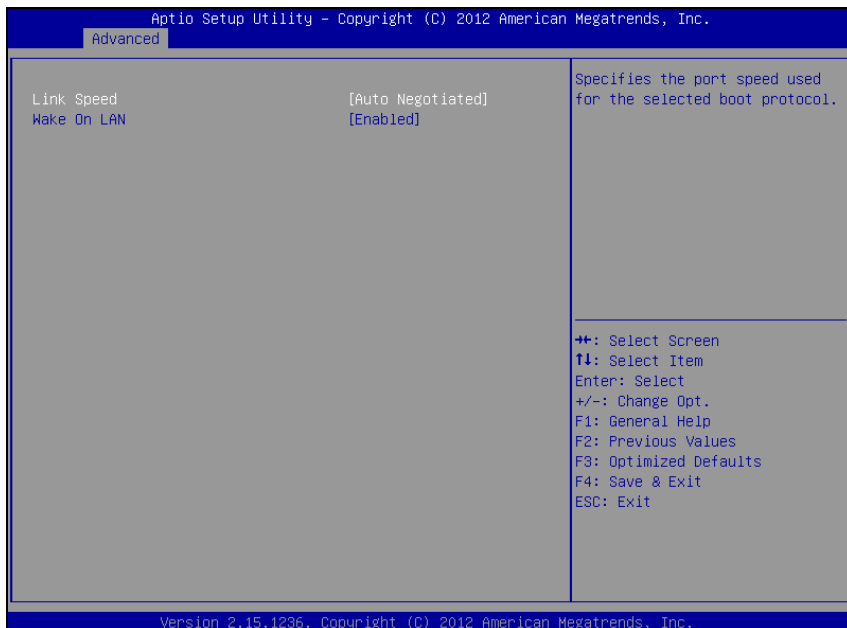 Aptio Setup Utility – Copyright (C) 2012 American Megatrends, Inc.
Advanced
Link Speed [Auto Negotiated]
Wake On LAN [Enabled]
Specifies the port speed used
for the selected boot protocol.
→←: Select Screen
↑↓: Select Item
Enter: Select
+/-: Change Opt.
F1: General Help
F2: Previous Values
F3: Optimized Defaults
F4: Save & Exit
ESC: Exit
Version 2.15.1236. Copyright (C) 2012 American Megatrends, Inc.